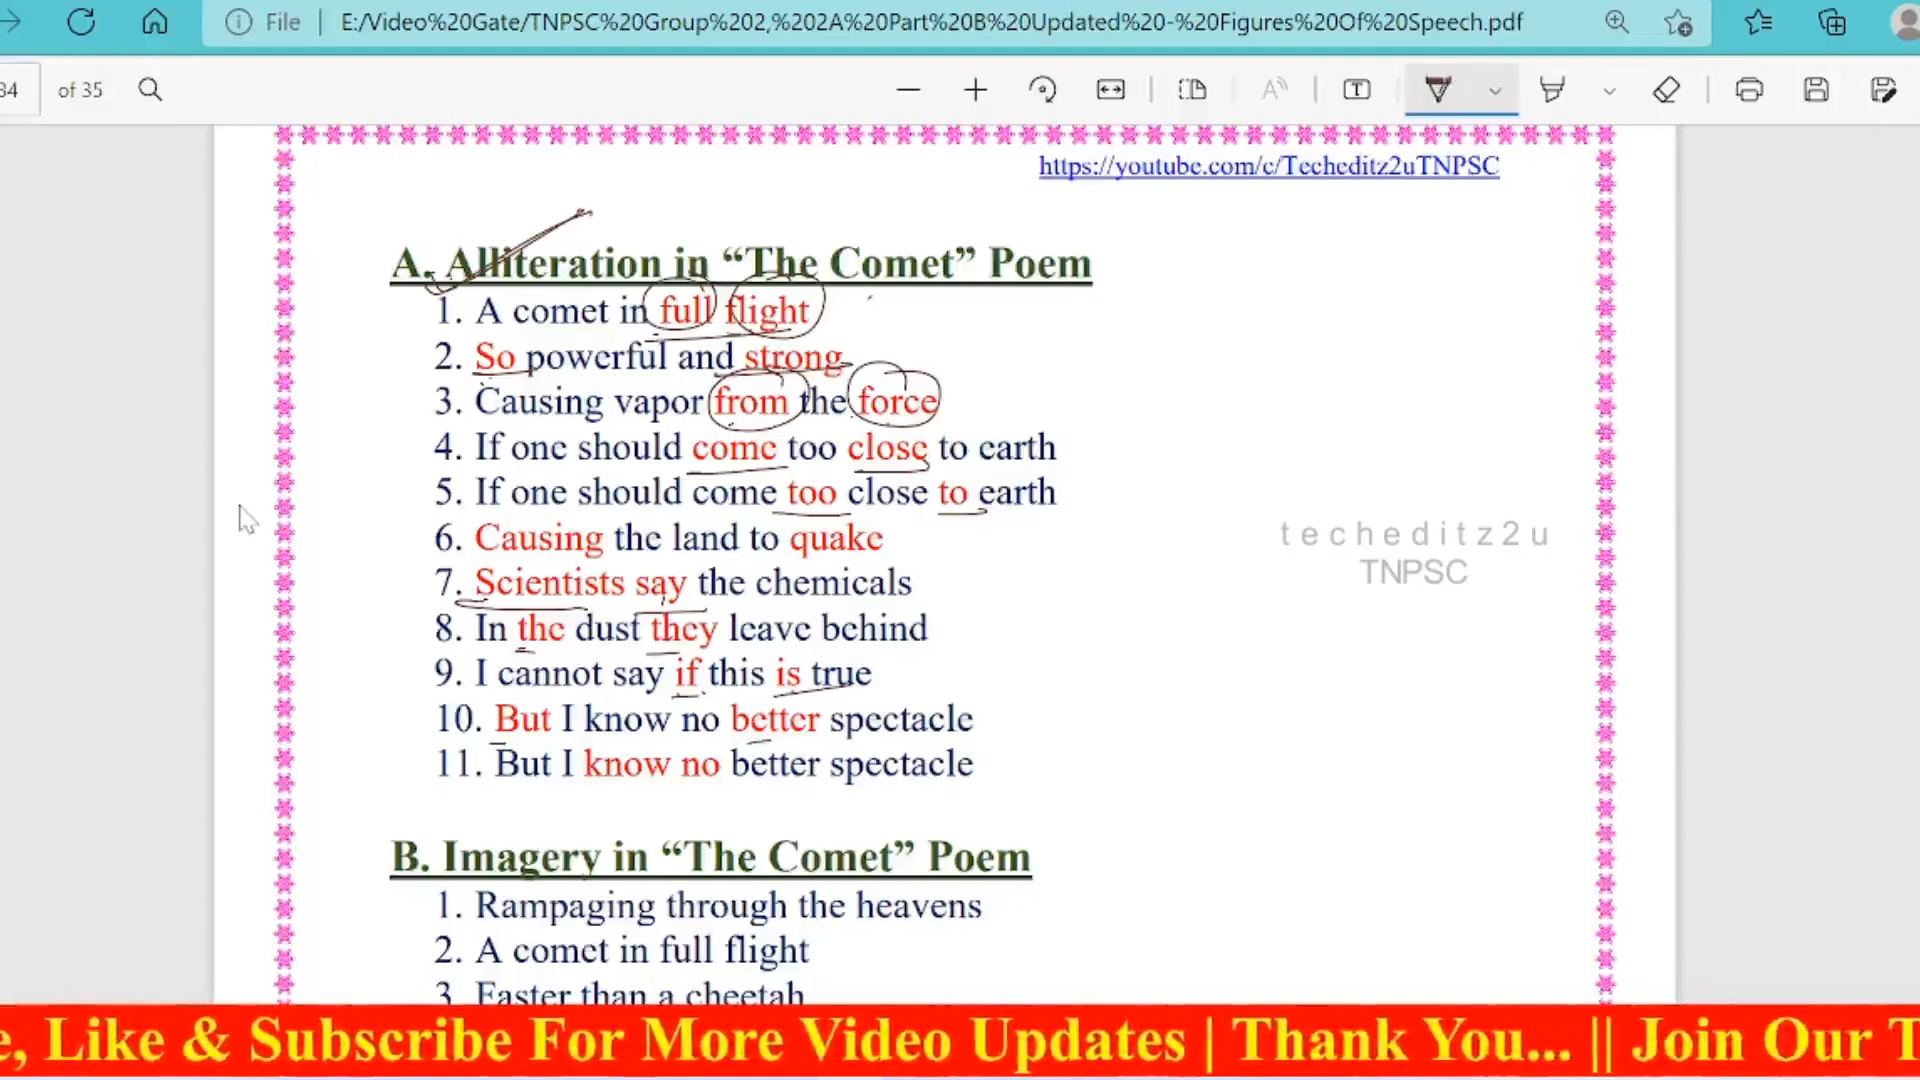 File | E:/Video%20Gate/TNPSC%20Group%202,%202A%20Part%20B%20Updated%20-%20Figures%20Of%20Speech.pdf
34 of 35
https://youtube.com/c/Techeditz2uTNPSC
A. Alliteration in “The Comet” Poem
1. A comet in full flight
2. So powerful and strong
3. Causing vapor from the force
4. If one should come too close to earth
5. If one should come too close to earth
6. Causing the land to quake
7. Scientists say the chemicals
8. In the dust they leave behind
9. I cannot say if this is true
10. But I know no better spectacle
11. But I know no better spectacle
techeditz2u
TNPSC
B. Imagery in “The Comet” Poem
1. Rampaging through the heavens
2. A comet in full flight
3. Faster than a cheetah
e, Like & Subscribe For More Video Updates | Thank You... || Join Our T